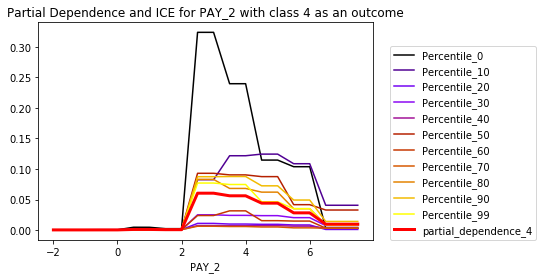 Partial Dependence and ICE for PAY_2 with class 4 as an outcome
0.30
0.25
0.20
0.15
0.10
0.05
0.00
−2
0
2
4
6
PAY_2
Percentile_0
Percentile_10
Percentile_20
Percentile_30
Percentile_40
Percentile_50
Percentile_60
Percentile_70
Percentile_80
Percentile_90
Percentile_99
partial_dependence_4